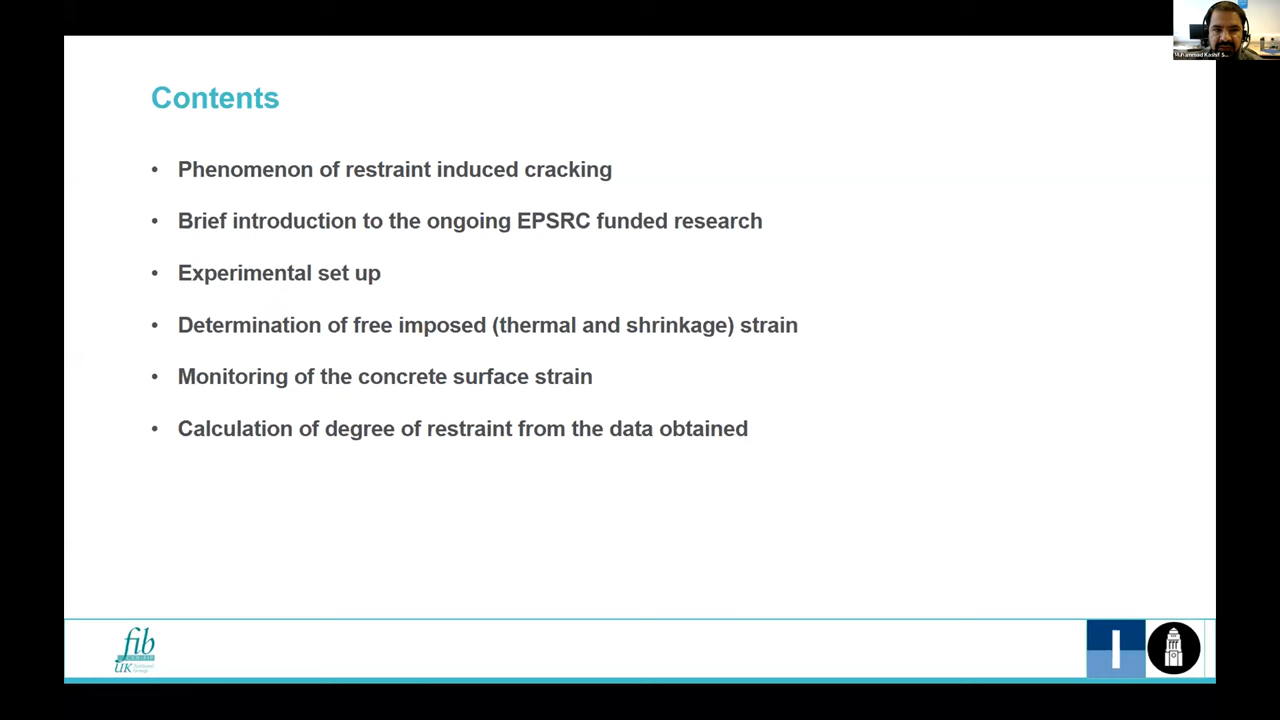 Muhammad Kashif S...
Contents
• Phenomenon of restraint induced cracking
• Brief introduction to the ongoing EPSRC funded research
• Experimental set up
• Determination of free imposed (thermal and shrinkage) strain
• Monitoring of the concrete surface strain
• Calculation of degree of restraint from the data obtained
fib
UK